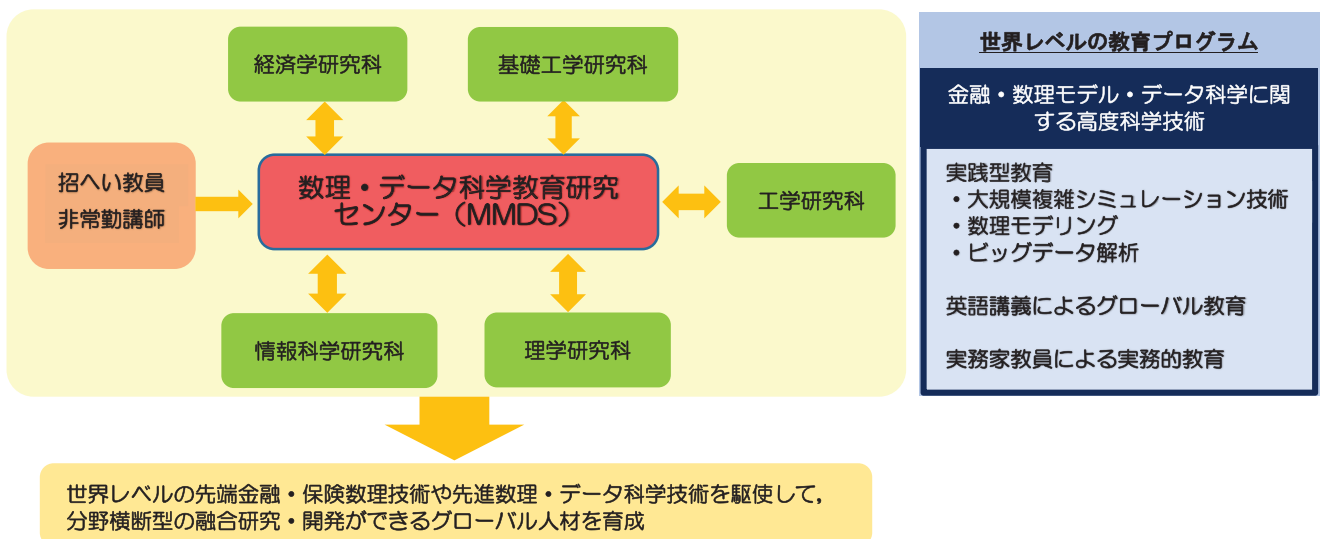 経済学研究科
基礎工学研究科
招へい教員
非常勤講師
数理・データ科学教育研究
センター（MMDS）
工学研究科
情報科学研究科
理学研究科
世界レベルの先端金融・保険数理技術や先進数理・データ科学技術を駆使して，
分野横断型の融合研究・開発ができるグローバル人材を育成
世界レベルの教育プログラム
金融・数理モデル・データ科学に関
する高度科学技術
実践型教育
・大規模複雑シミュレーション技術
・数理モデリング
・ビッグデータ解析
英語講義によるグローバル教育
実務家教員による実務的教育